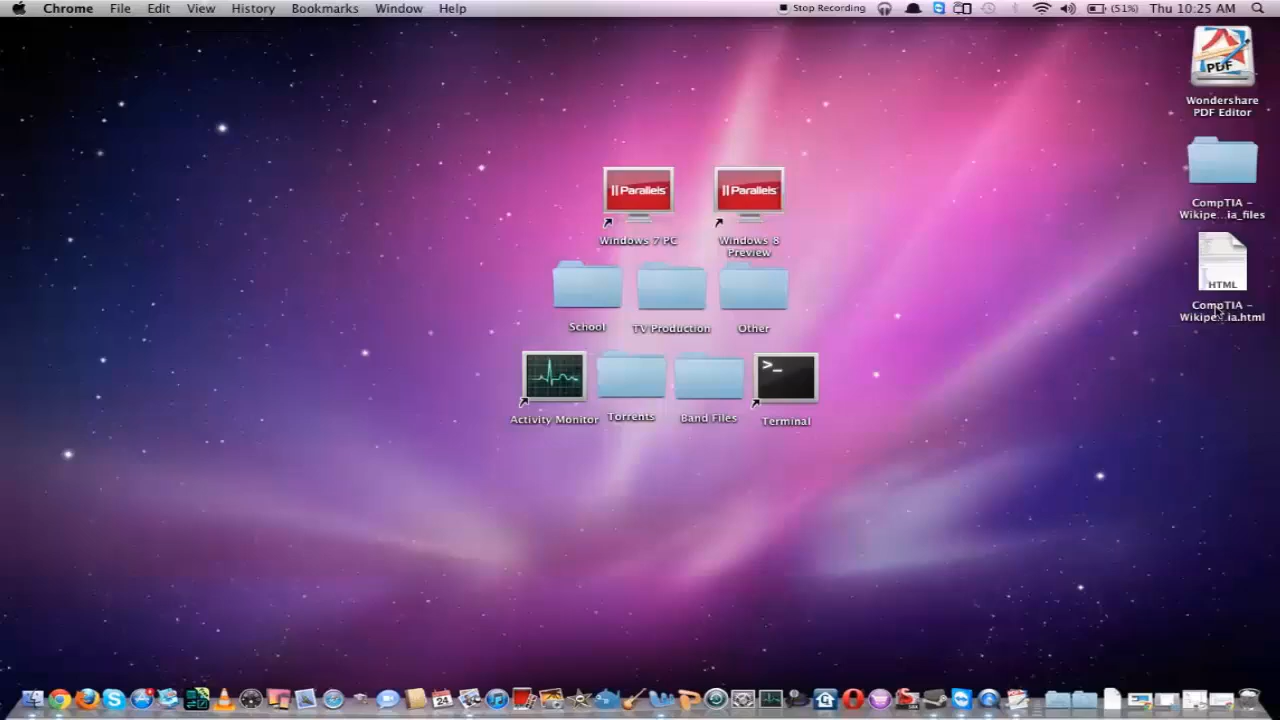 Chrome File Edit View History Bookmarks Window Help Stop Recording (51%) Thu 10:25 AM
PDF
Wondershare
PDF Editor
CompTIA -
Wikipe...ia_files
HTML
CompTIA -
Wikipe...ia.html
Parallels Parallels
Windows 7 PC Windows 8
Preview
School TV Production Other
>_
Activity Monitor Torrents Band Files Terminal
24